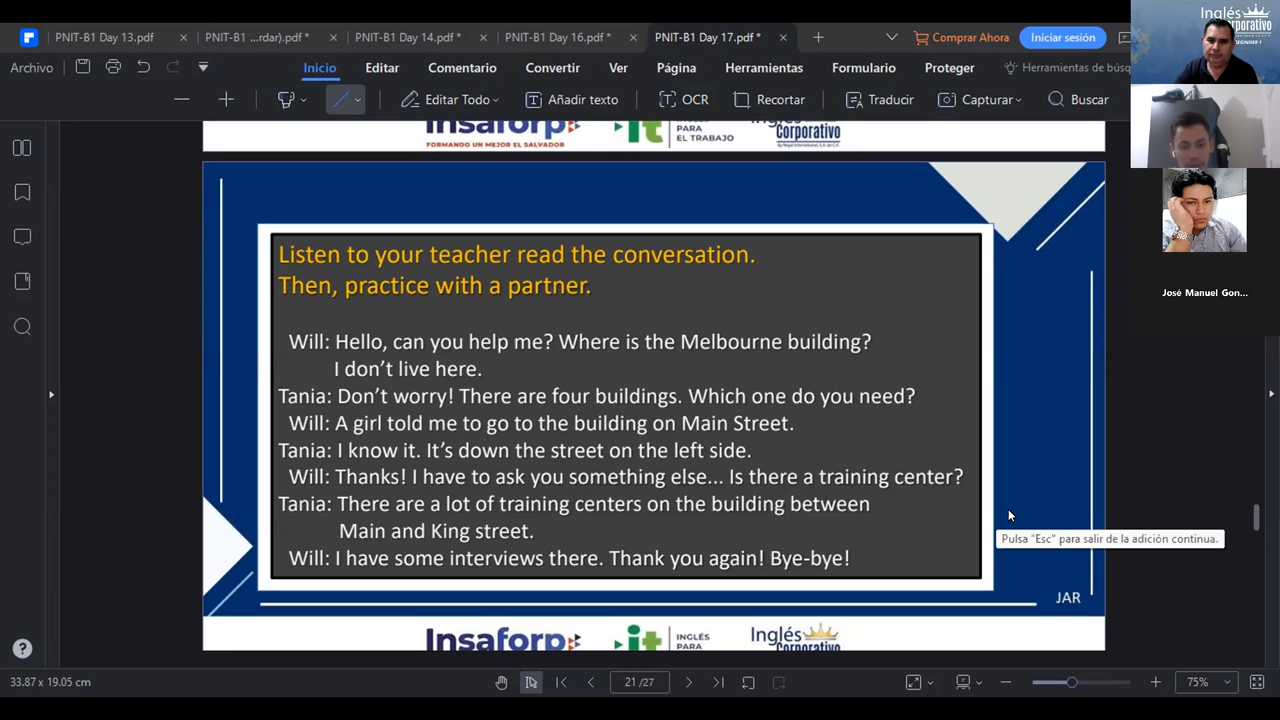 PNIT-B1 Day 13.pdf
PNIT-B1 ...rdar).pdf *
PNIT-B1 Day 14.pdf *
PNIT-B1 Day 16.pdf *
PNIT-B1 Day 17.pdf *
Comprar Ahora
Iniciar sesión
Inglés
Corporativo
Archivo
Inicio
Editar
Comentario
Convertir
Ver
Página
Herramientas
Formulario
Proteger
Herramientas de búsq
Editar Todo
Añadir texto
OCR
Recortar
Traducir
Capturar
Buscar
Insaforp
FORMANDO UN MEJOR EL SALVADOR
it
PARA
EL TRABAJO
Inglés
Corporativo
Listen to your teacher read the conversation.
Then, practice with a partner.
Will: Hello, can you help me? Where is the Melbourne building?
I don't live here.
Tania: Don't worry! There are four buildings. Which one do you need?
Will: A girl told me to go to the building on Main Street.
Tania: I know it. It's down the street on the left side.
Will: Thanks! I have to ask you something else... Is there a training center?
Tania: There are a lot of training centers on the building between
Main and King street.
Will: I have some interviews there. Thank you again! Bye-bye!
JAR
Pulsa "Esc" para salir de la adición continua.
José Manuel Gon...
Insaforp
it
INGLÉS
PARA
Inglés
Corporativo
33.87 x 19.05 cm
21 /27
75%